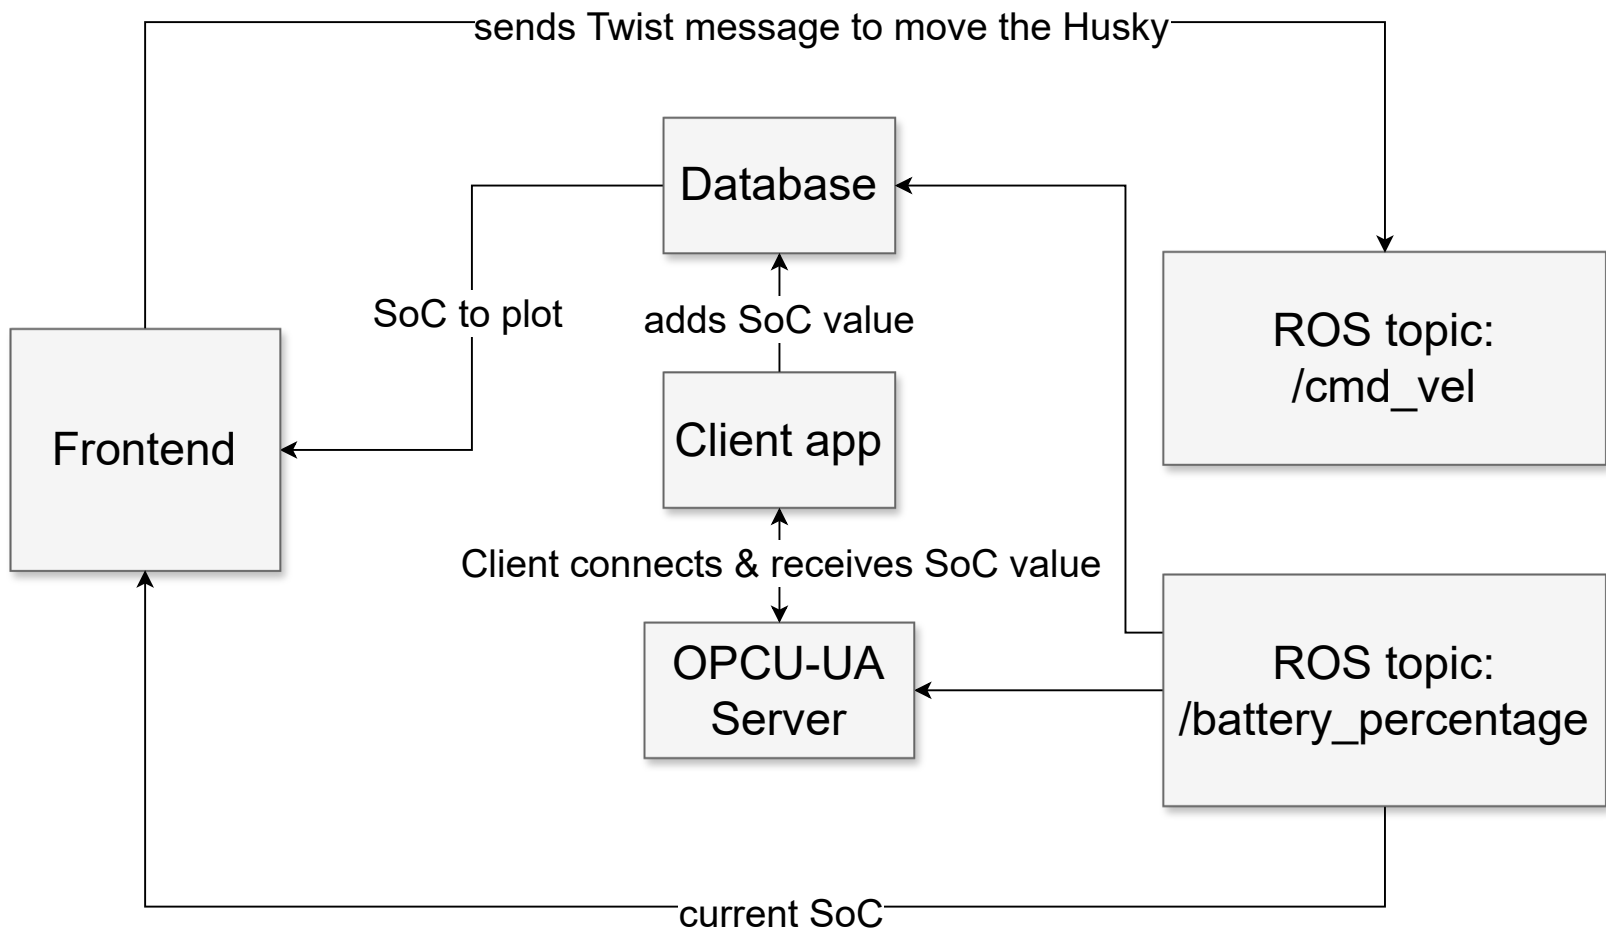 sends Twist message to move the Husky
Database
SoC to plot
adds SoC value
ROS topic:
/cmd_vel
Frontend
Client app
Client connects & receives SoC value
OPCU-UA
Server
ROS topic:
/battery_percentage
current SoC